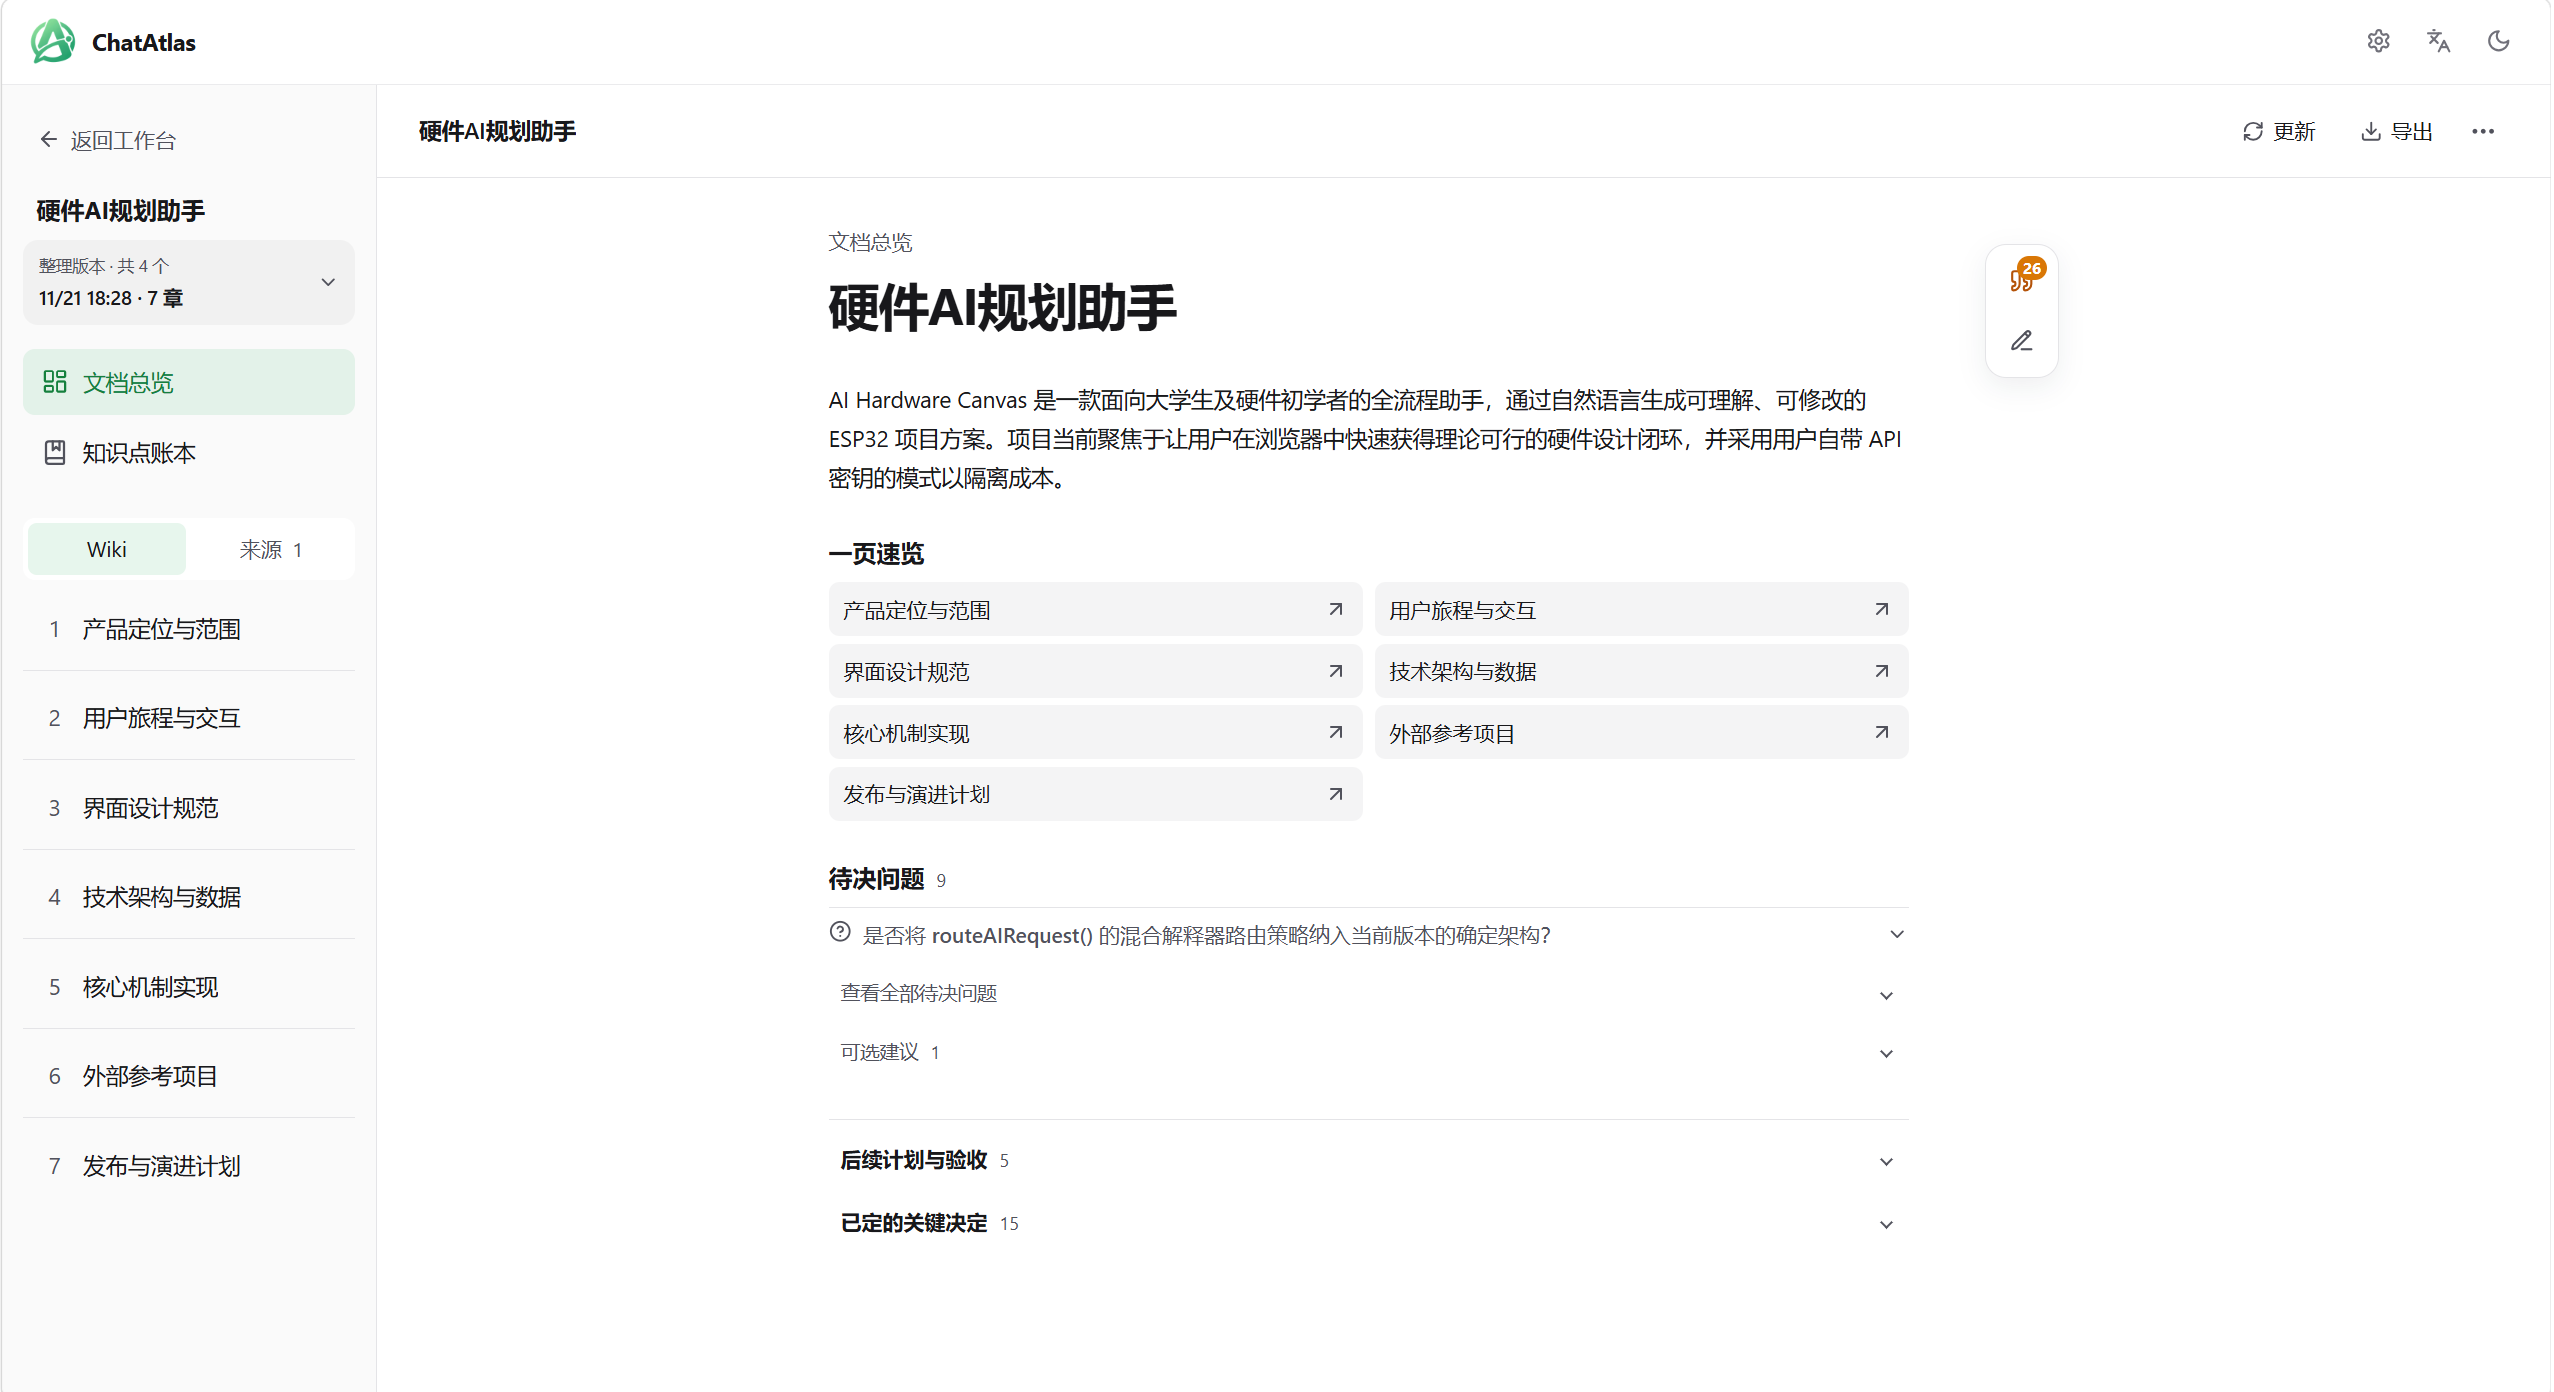 ChatAtlas
返回工作台
硬件AI规划助手
整理版本 · 共 4 个
11/21 18:28 · 7 章
文档总览
知识点账本
Wiki
来源 1
1 产品定位与范围
2 用户旅程与交互
3 界面设计规范
4 技术架构与数据
5 核心机制实现
6 外部参考项目
7 发布与演进计划
硬件AI规划助手
更新
导出
文档总览
硬件AI规划助手
26
AI Hardware Canvas 是一款面向大学生及硬件初学者的全流程助手，通过自然语言生成可理解、可修改的
ESP32 项目方案。项目当前聚焦于让用户在浏览器中快速获得理论可行的硬件设计闭环，并采用用户自带 API
密钥的模式以隔离成本。
一页速览
产品定位与范围
用户旅程与交互
界面设计规范
技术架构与数据
核心机制实现
外部参考项目
发布与演进计划
待决问题 9
是否将 routeAIRequest() 的混合解释器路由策略纳入当前版本的确定架构？
查看全部待决问题
可选建议 1
后续计划与验收 5
已定的关键决定 15